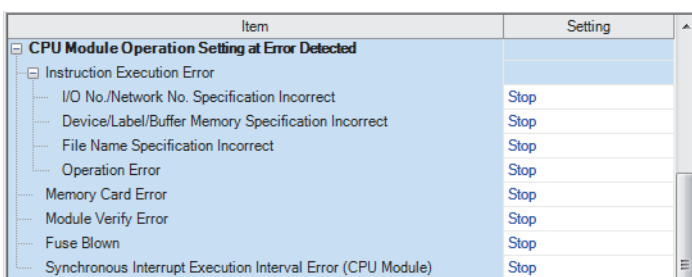 Item Setting
CPU Module Operation Setting at Error Detected
Instruction Execution Error
I/O No./Network No. Specification Incorrect Stop
Device/Label/Buffer Memory Specification Incorrect Stop
File Name Specification Incorrect Stop
Operation Error Stop
Memory Card Error Stop
Module Verify Error Stop
Fuse Blown Stop
Synchronous Interrupt Execution Interval Error (CPU Module) Stop